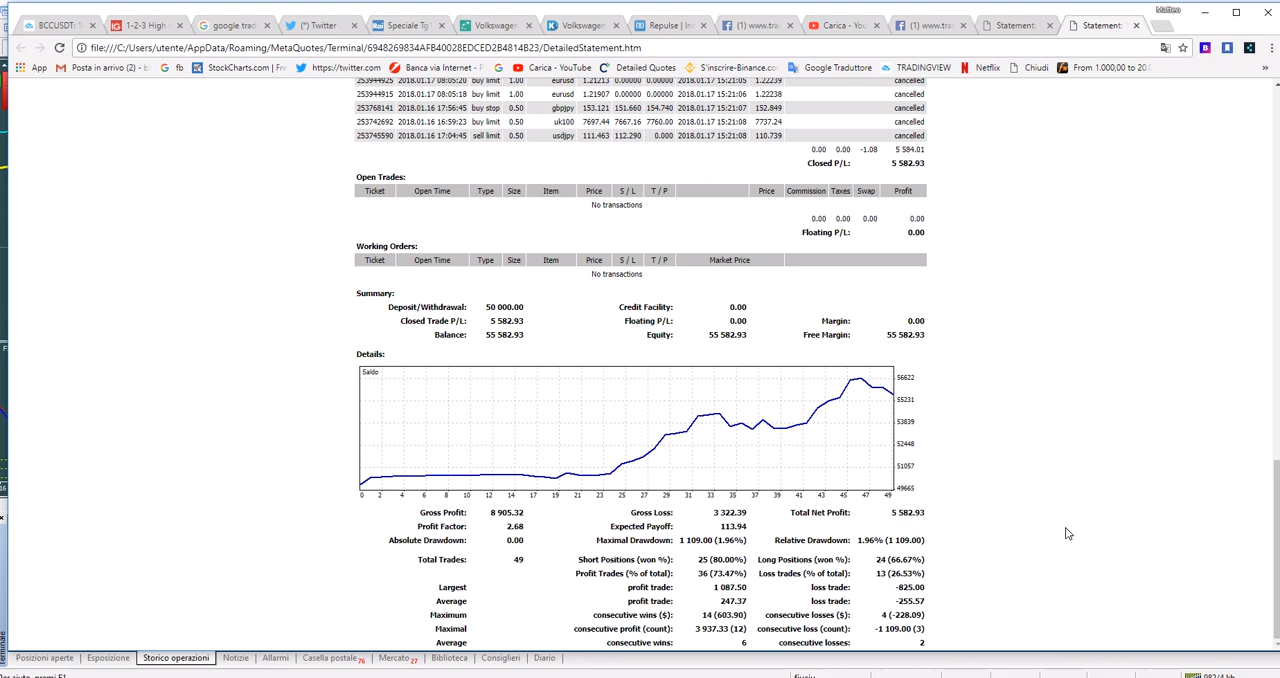 Matteo
BCCUSDT: 1 1-2-3 High google trad (*) Twitter Speciale To Volkswagen Volkswagen Repulse | In (1) www.tra Carica - You (1) www.tra Statement: Statement:
file:///C:/Users/utente/AppData/Roaming/MetaQuotes/Terminal/6948269834AFB40028EDCED2B4814B23/DetailedStatement.htm
App Posta in arrivo (2) - fb StockCharts.com | Fr https://twitter.com Banca via Internet - F Carica - YouTube Detailed Quotes S'inspire-Binance.com Google Traduttore TRADINGVIEW Netflix Chiudi From 1.000,00 to 20.0 »
253944925 2018.01.17 08:05:20 buy limit 1.00 eurusd 1.21213 0.00000 0.00000 2018.01.17 15:21:05 1.22239 cancelled
253944915 2018.01.17 08:05:18 buy limit 1.00 eurusd 1.21907 0.00000 0.00000 2018.01.17 15:21:06 1.22238 cancelled
253768141 2018.01.16 17:56:45 buy stop 0.50 gbpjpy 153.121 151.660 154.740 2018.01.17 15:21:07 152.849 cancelled
253742692 2018.01.16 16:59:23 buy limit 0.50 uk100 7697.44 7667.16 7760.00 2018.01.17 15:21:08 7737.24 cancelled
253745590 2018.01.16 17:04:45 sell limit 0.50 usdjpy 111.463 112.290 0.000 2018.01.17 15:21:08 110.739 cancelled
0.00 0.00 -1.08 5 584.01
Closed P/L: 5 582.93
Open Trades:
Ticket Open Time Type Size Item Price S / L T / P Price Commission Taxes Swap Profit
No transactions
0.00 0.00 0.00 0.00
Floating P/L: 0.00
Working Orders:
Ticket Open Time Type Size Item Price S / L T / P Market Price
No transactions
Summary:
Deposit/Withdrawal: 50 000.00 Credit Facility: 0.00
Closed Trade P/L: 5 582.93 Floating P/L: 0.00 Margin: 0.00
Balance: 55 582.93 Equity: 55 582.93 Free Margin: 55 582.93
Details:
Saldo
56622
55231
53839
52448
51057
49665
0 2 4 6 8 10 12 14 17 19 21 23 25 27 29 31 33 35 37 39 41 43 45 47 49
Gross Profit: 8 905.32 Gross Loss: 3 322.39 Total Net Profit: 5 582.93
Profit Factor: 2.68 Expected Payoff: 113.94
Absolute Drawdown: 0.00 Maximal Drawdown: 1 109.00 (1.96%) Relative Drawdown: 1.96% (1 109.00)
Total Trades: 49 Short Positions (won %): 25 (80.00%) Long Positions (won %): 24 (66.67%)
Profit Trades (% of total): 36 (73.47%) Loss trades (% of total): 13 (26.53%)
Largest profit trade: 1 087.50 loss trade: -825.00
Average profit trade: 247.37 loss trade: -255.57
Maximum consecutive wins ($): 14 (603.90) consecutive losses ($): 4 (-228.09)
Maximal consecutive profit (count): 3 937.33 (12) consecutive loss (count): -1 109.00 (3)
Average consecutive wins: 6 consecutive losses: 2
Posizioni aperte Esposizione Storico operazioni Notizie Allarmi Casella postale 76 Mercato 27 Biblioteca Consiglieri Diario